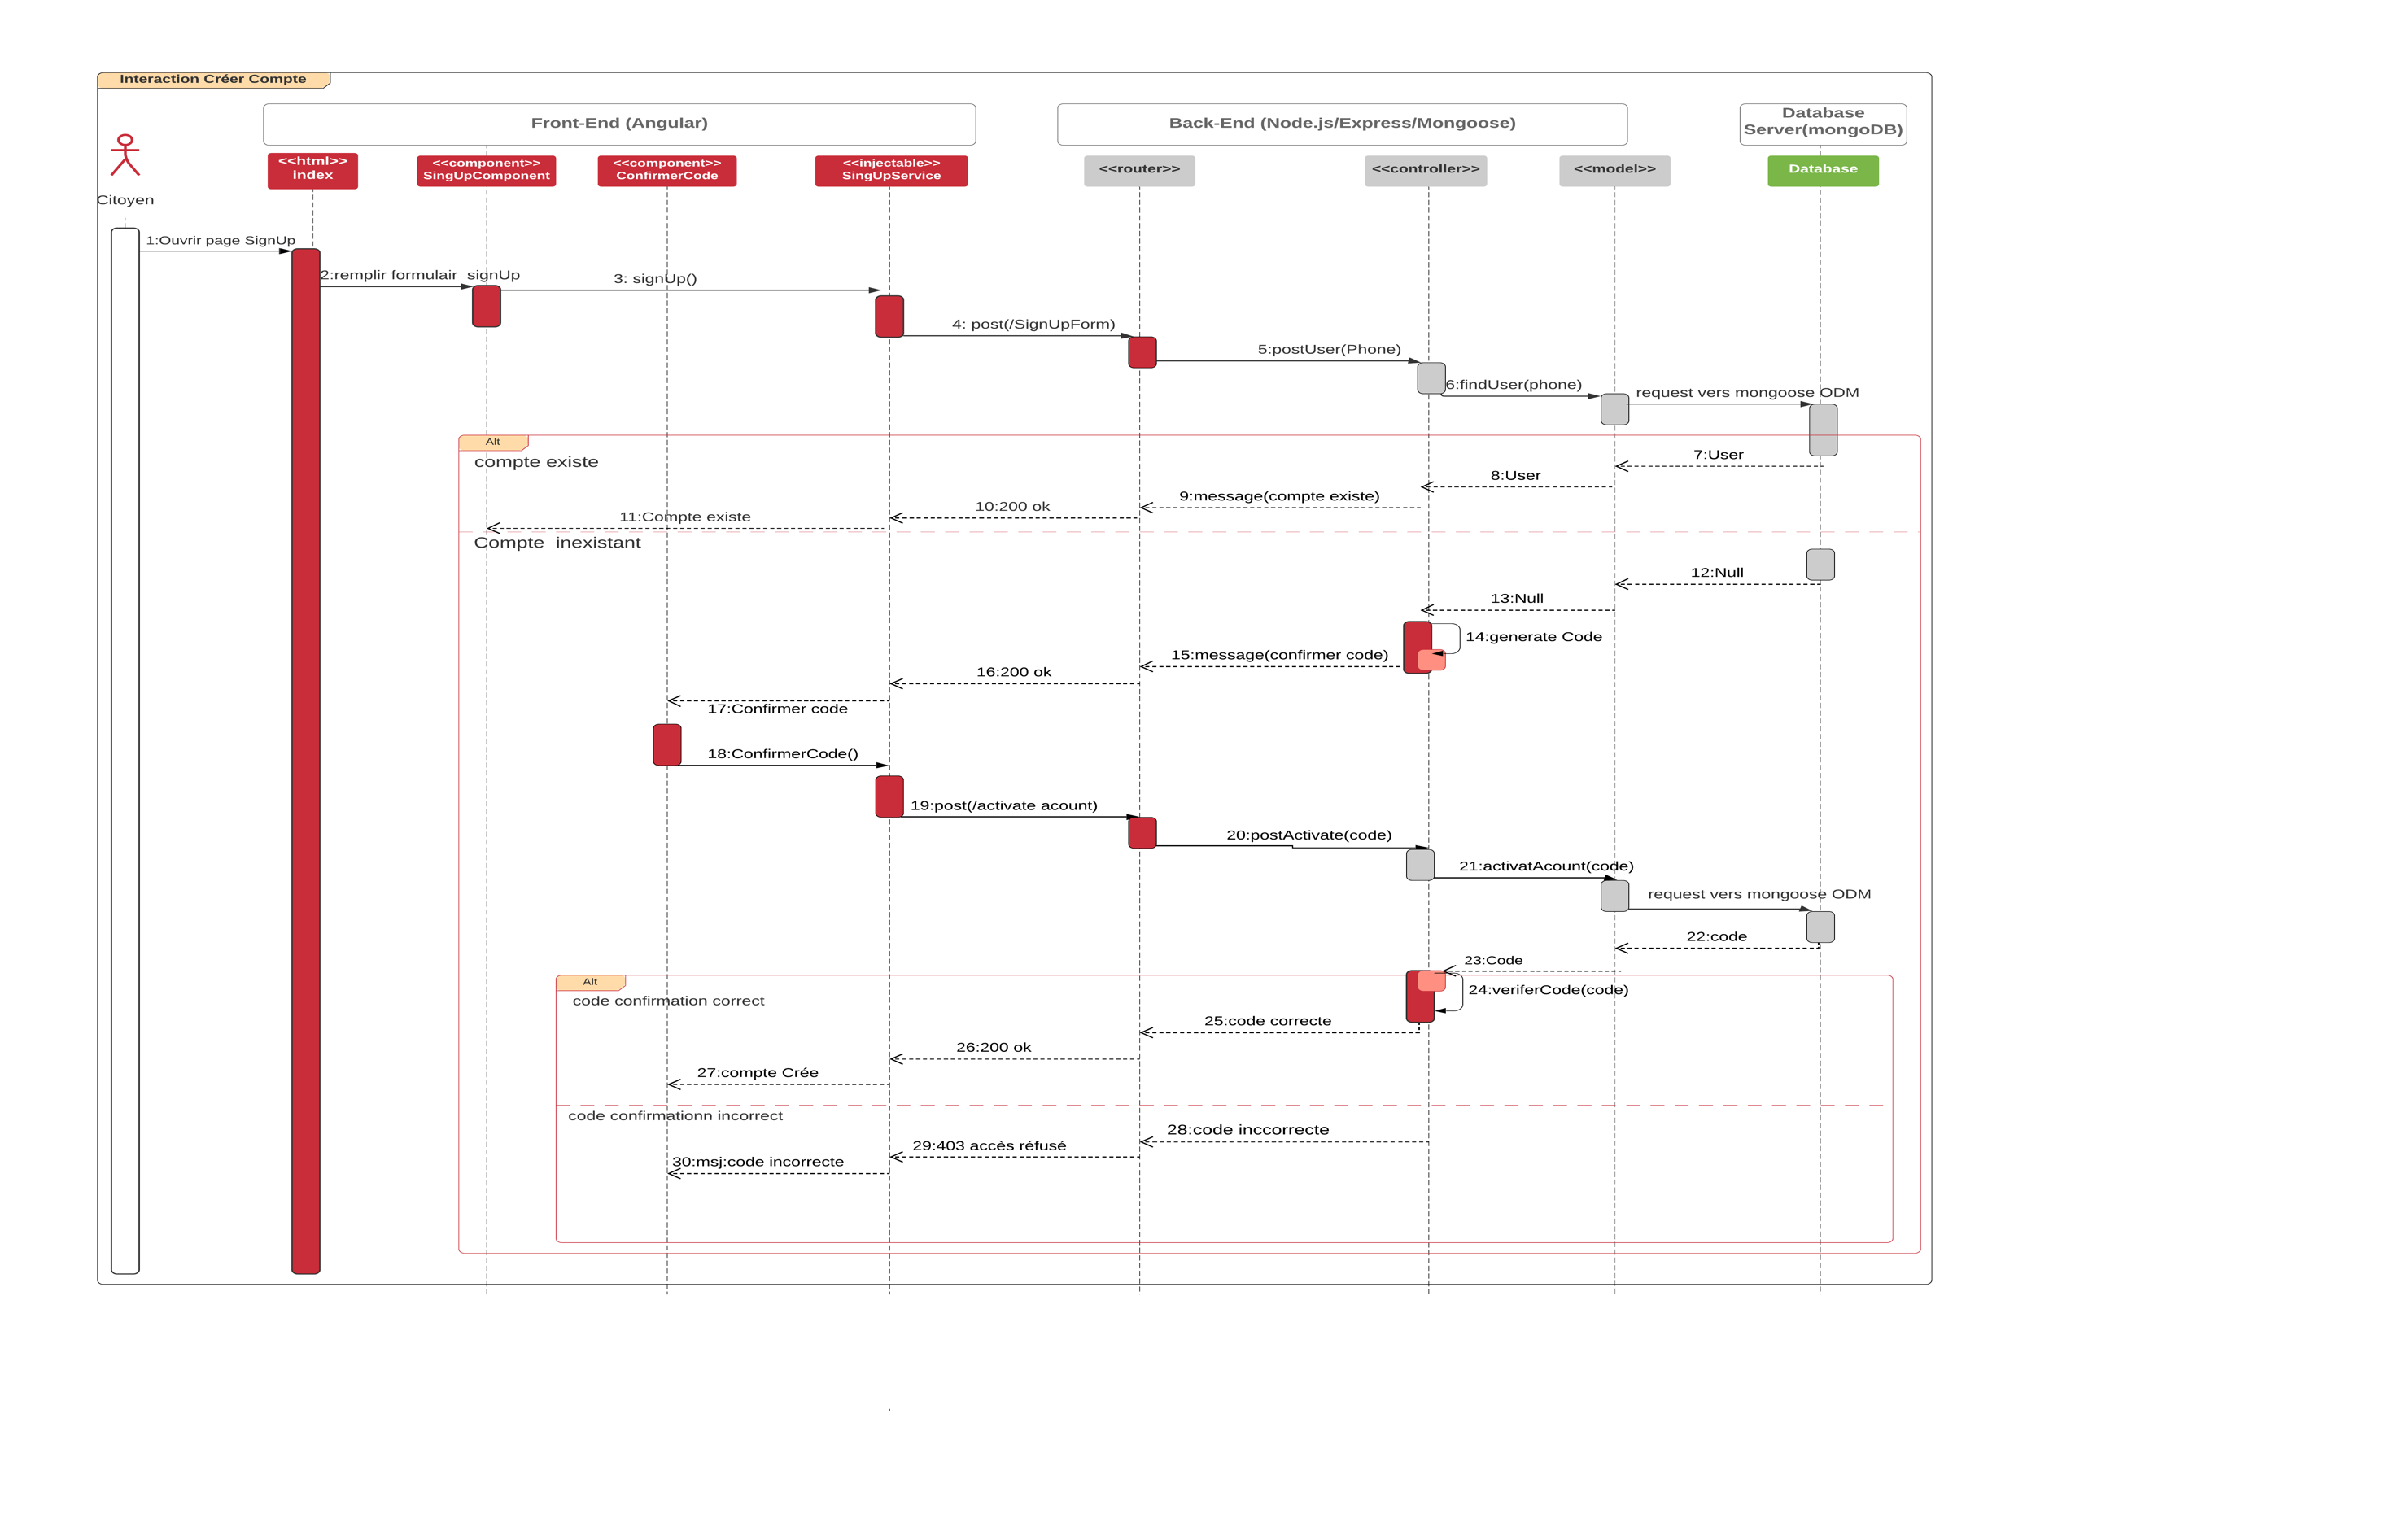 Interaction Créer Compte
Front-End (Angular)
Back-End (Node.js/Express/Mongoose)
Database
Server(mongoDB)
<<html>>
index
<<component>>
SingUpComponent
<<component>>
ConfirmerCode
<<injectable>>
SingUpService
<<router>>
<<controller>>
<<model>>
Database
Citoyen
1:Ouvrir page SignUp
2:remplir formulair  signUp
3: signUp()
4: post(/SignUpForm)
5:postUser(Phone)
6:findUser(phone)
request vers mongoose ODM
Alt
compte existe
7:User
8:User
9:message(compte existe)
10:200 ok
11:Compte existe
Compte  inexistant
12:Null
13:Null
14:generate Code
15:message(confirmer code)
16:200 ok
17:Confirmer code
18:ConfirmerCode()
19:post(/activate acount)
20:postActivate(code)
21:activatAcount(code)
request vers mongoose ODM
22:code
23:Code
Alt
code confirmation correct
24:veriferCode(code)
25:code correcte
26:200 ok
27:compte Crée
code confirmationn incorrect
28:code inccorrecte
29:403 accès réfusé
30:msj:code incorrecte